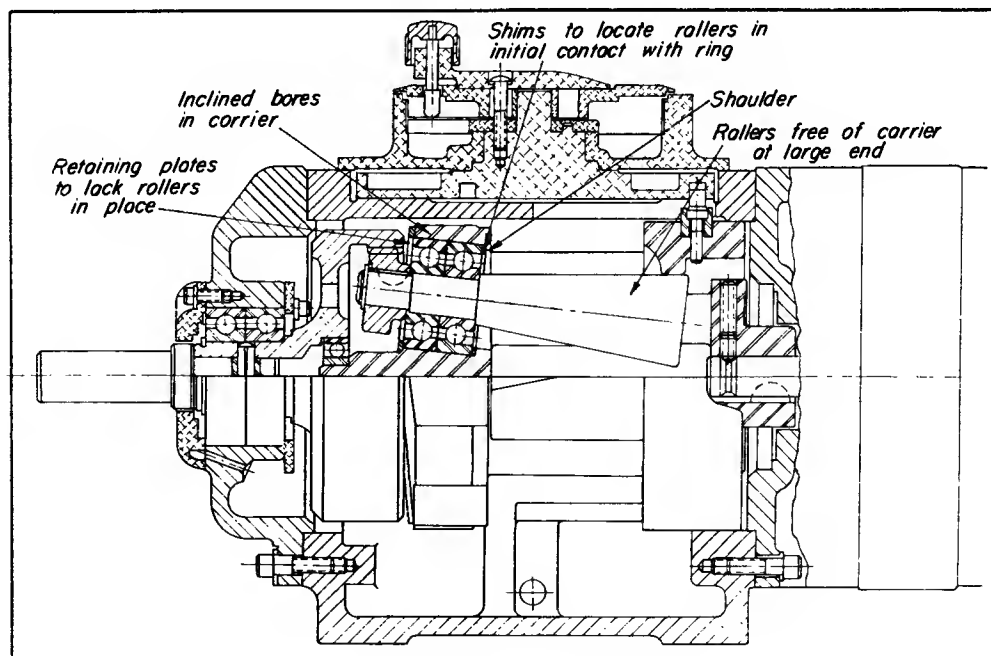 Shims to locate rollers in
initial contact with ring
Inclined bores
in carrier
Shoulder
Rollers free of carrier
at large end
Retaining plates
to lack rollers
in place